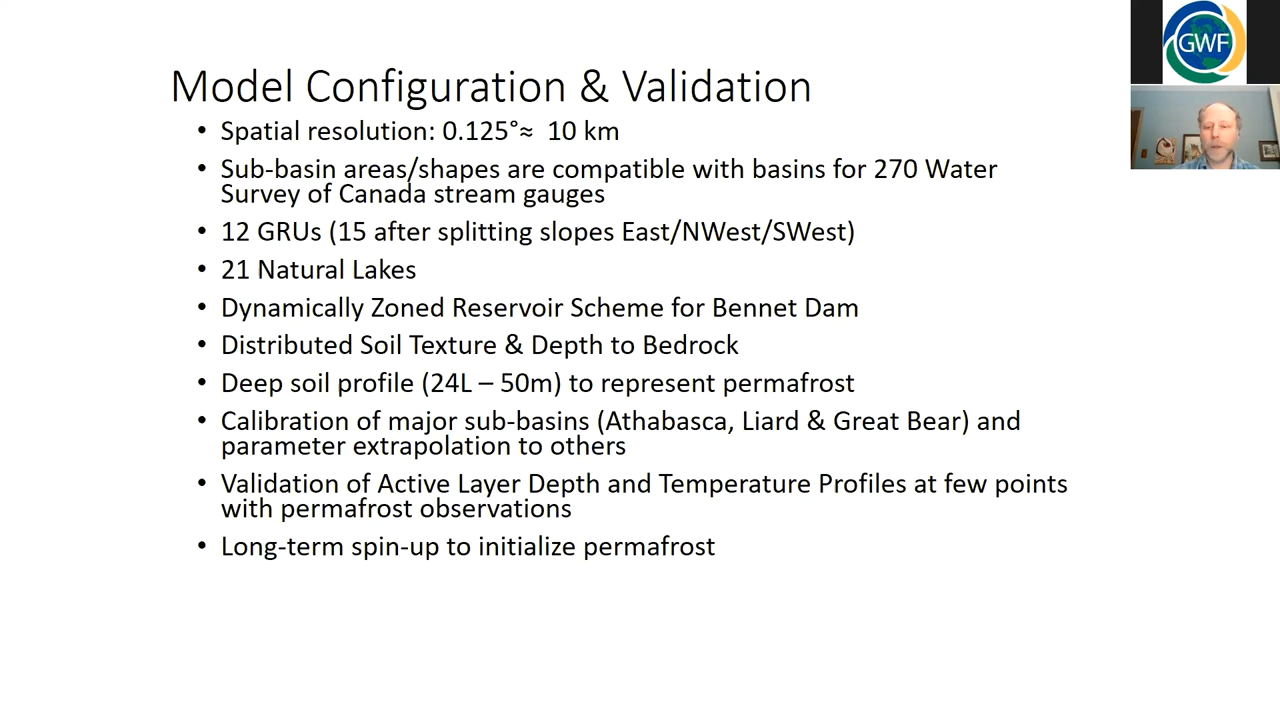 GWF
Model Configuration & Validation
• Spatial resolution: 0.125°≈ 10 km
• Sub-basin areas/shapes are compatible with basins for 270 Water
Survey of Canada stream gauges
• 12 GRUs (15 after splitting slopes East/NWest/SWest)
• 21 Natural Lakes
• Dynamically Zoned Reservoir Scheme for Bennet Dam
• Distributed Soil Texture & Depth to Bedrock
• Deep soil profile (24L – 50m) to represent permafrost
• Calibration of major sub-basins (Athabasca, Liard & Great Bear) and
parameter extrapolation to others
• Validation of Active Layer Depth and Temperature Profiles at few points
with permafrost observations
• Long-term spin-up to initialize permafrost